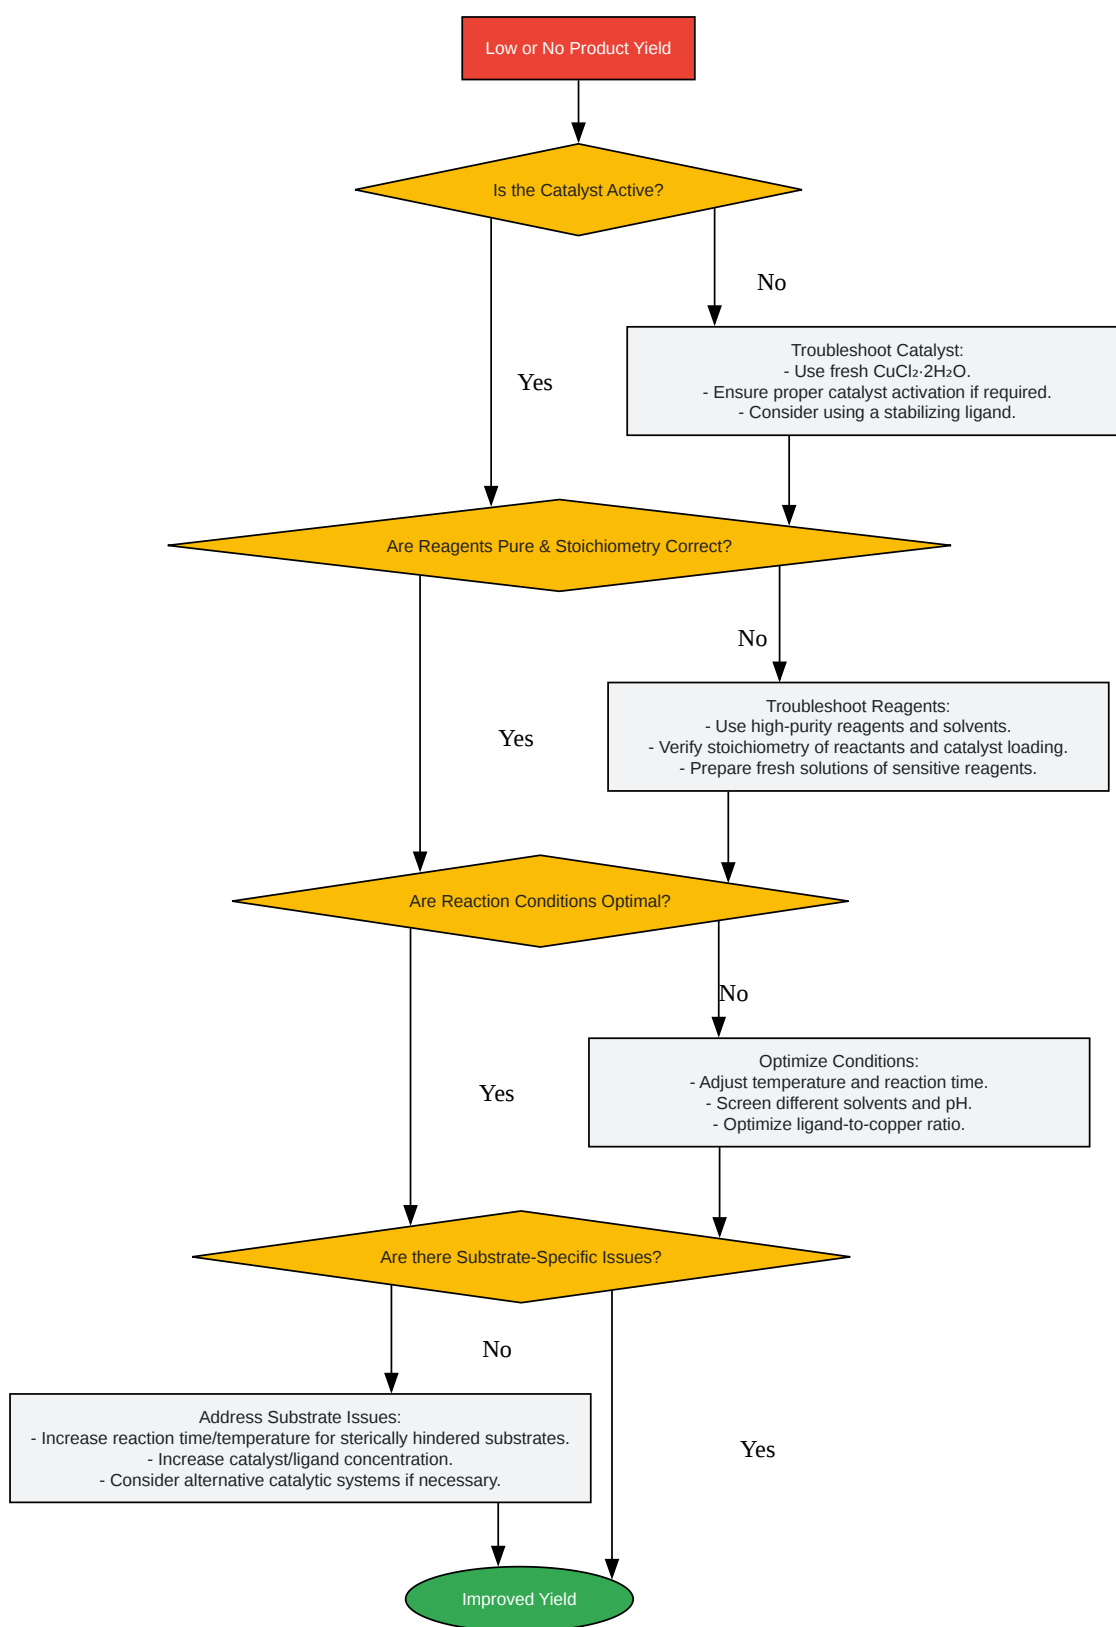 Low or No Product Yield
Is the Catalyst Active?
No
Troubleshoot Catalyst:
- Use fresh CuCl₂·2H₂O.
- Ensure proper catalyst activation if required.
- Consider using a stabilizing ligand.
Yes
Are Reagents Pure & Stoichiometry Correct?
No
Troubleshoot Reagents:
- Use high-purity reagents and solvents.
- Verify stoichiometry of reactants and catalyst loading.
- Prepare fresh solutions of sensitive reagents.
Yes
Are Reaction Conditions Optimal?
No
Optimize Conditions:
- Adjust temperature and reaction time.
- Screen different solvents and pH.
- Optimize ligand-to-copper ratio.
Yes
Are there Substrate-Specific Issues?
No
Address Substrate Issues:
- Increase reaction time/temperature for sterically hindered substrates.
- Increase catalyst/ligand concentration.
- Consider alternative catalytic systems if necessary.
Yes
Improved Yield